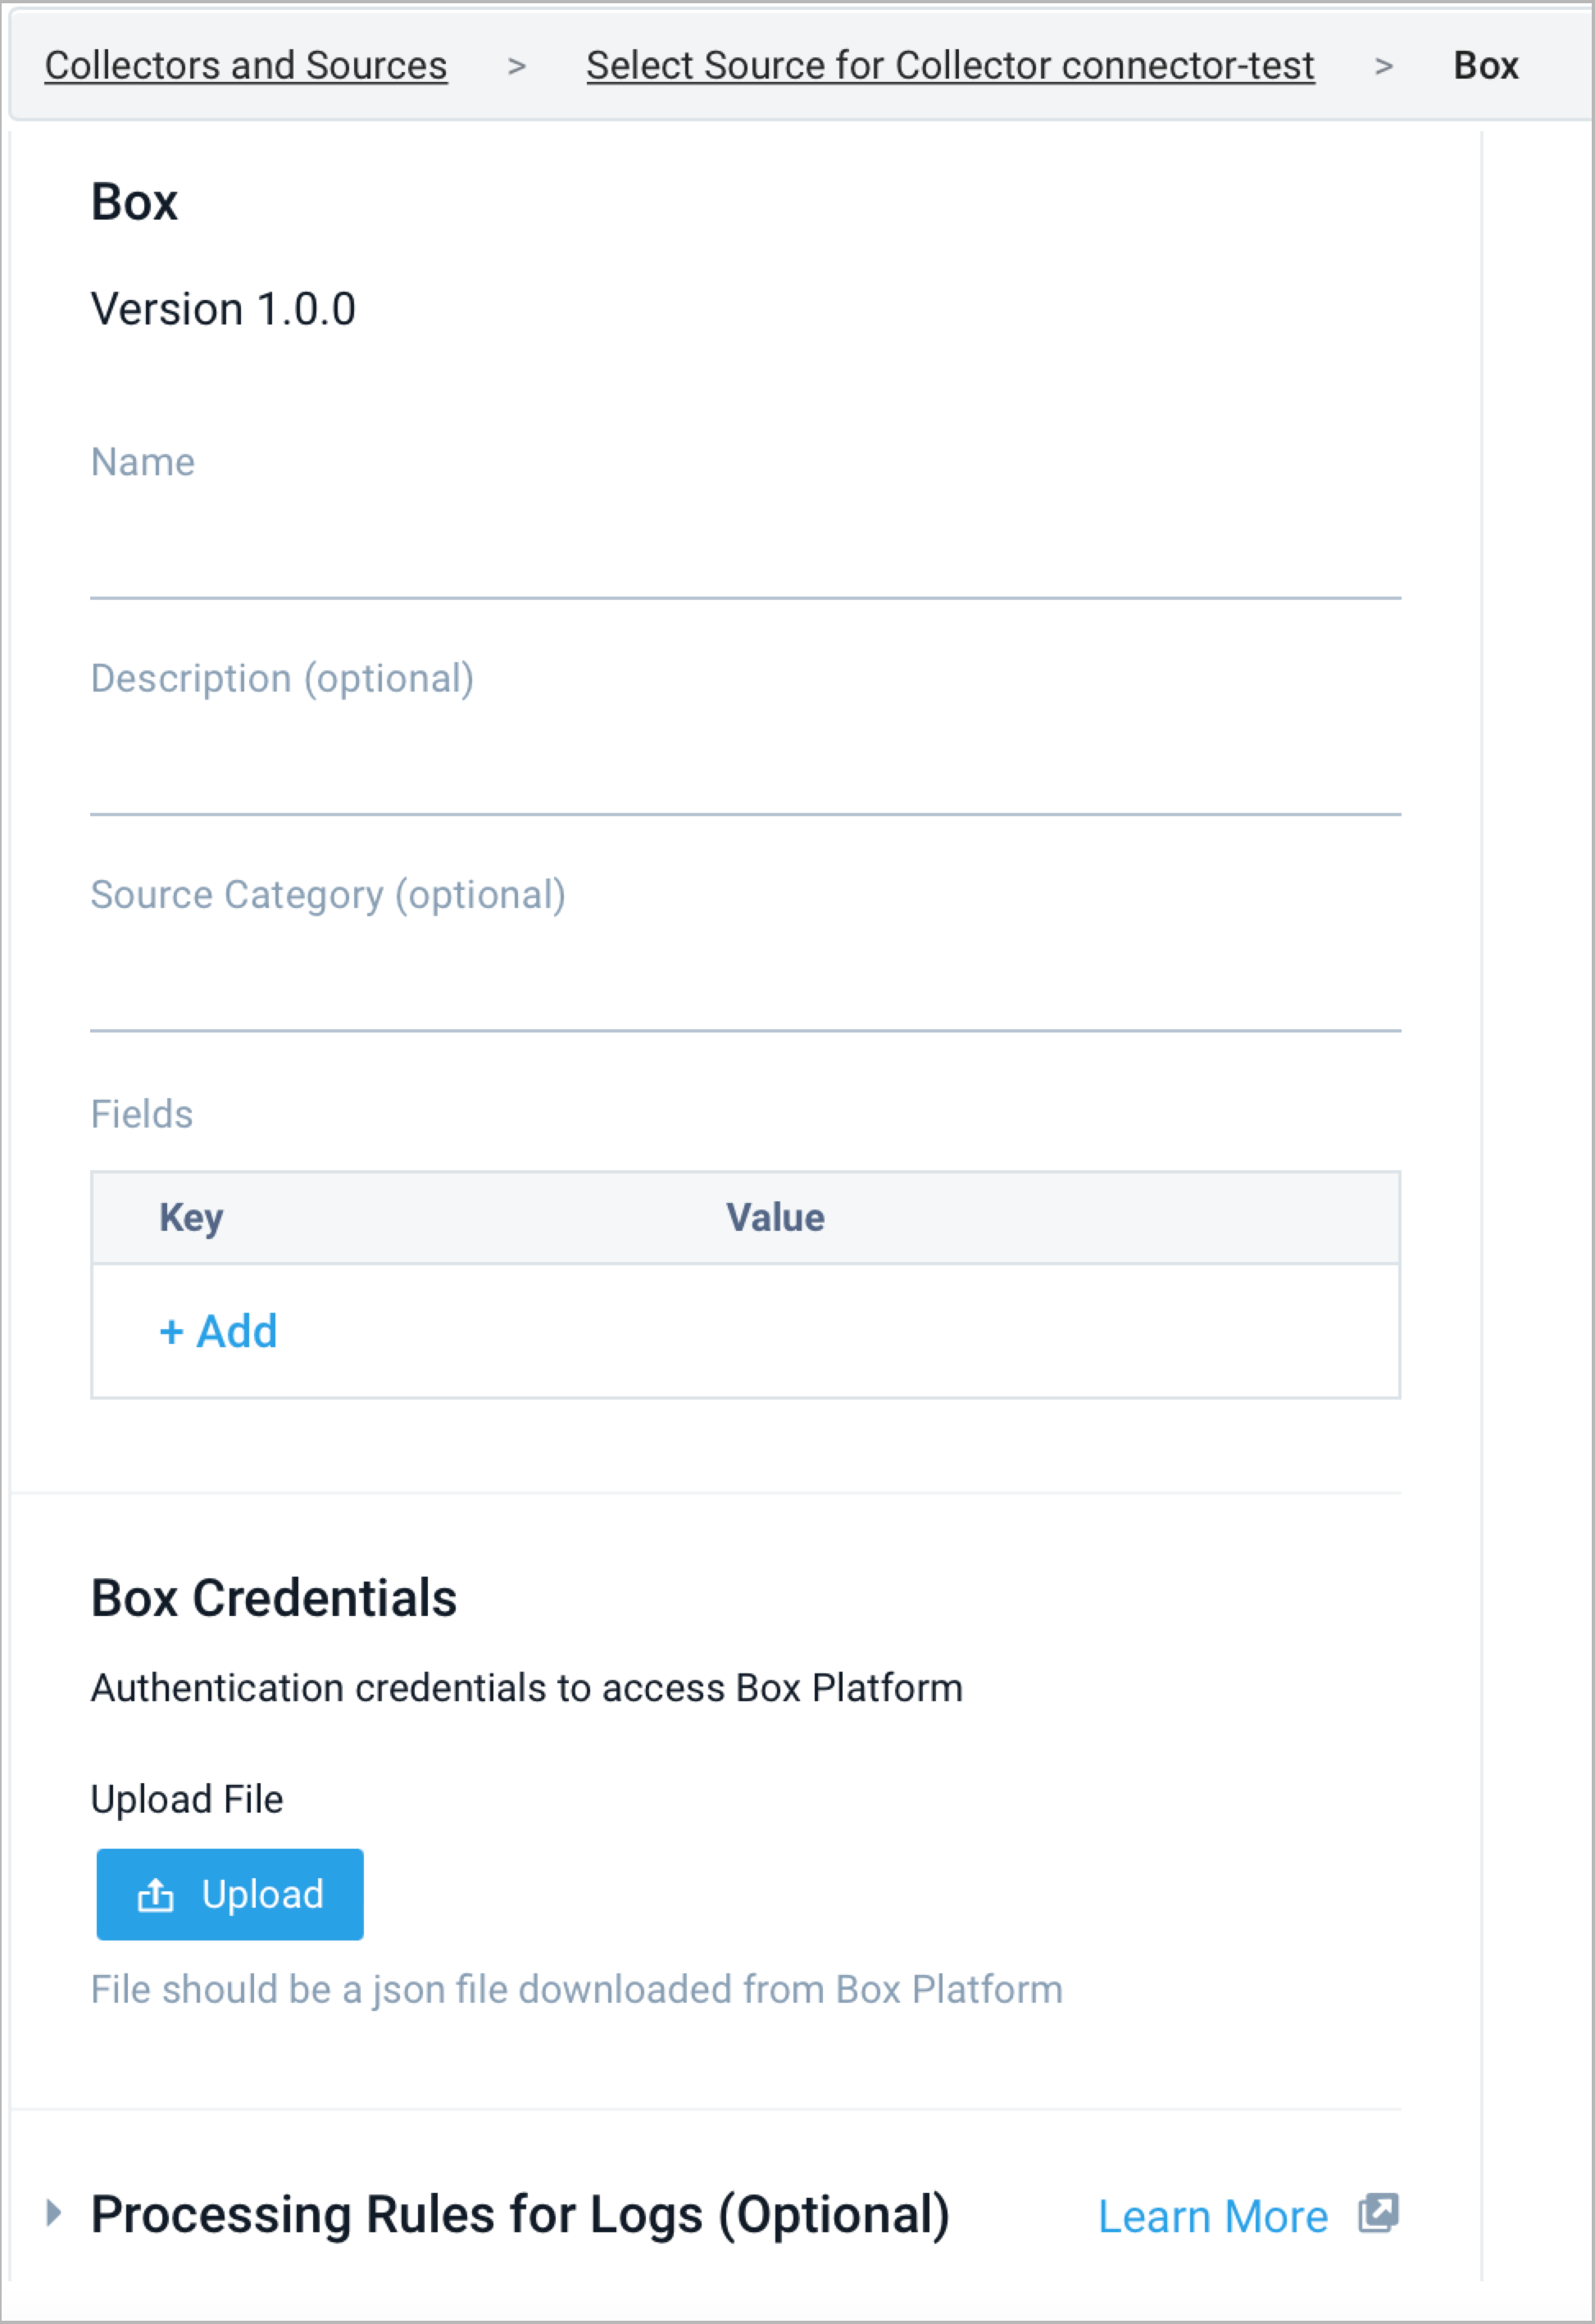 Collectors and Sources > Select Source for Collector connector-test > Box
Box
Version 1.0.0
Name
Description (optional)
Source Category (optional)
Fields
Key Value
+ Add
Box Credentials
Authentication credentials to access Box Platform
Upload File
Upload
File should be a json file downloaded from Box Platform
Processing Rules for Logs (Optional) Learn More